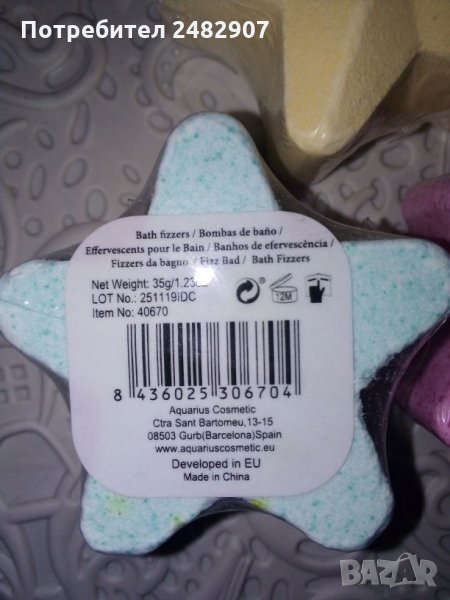 Потребител 2482907
Bath fizzers / Bombas de baño /
Effervescents pour le Bain / Banhos de efervescência /
Fizzers da bagno / Fizz Bad / Bath Fizzers
Net Weight: 35g/1.23oz
LOT No.: 251119IDC
Item No: 40670
12M
8 436025 306704
Aquarius Cosmetic
Ctra Sant Bartomeu,13-15
08503 Gurb(Barcelona)Spain
www.aquariuscosmetic.eu
Developed in EU
Made in China
BAZAR